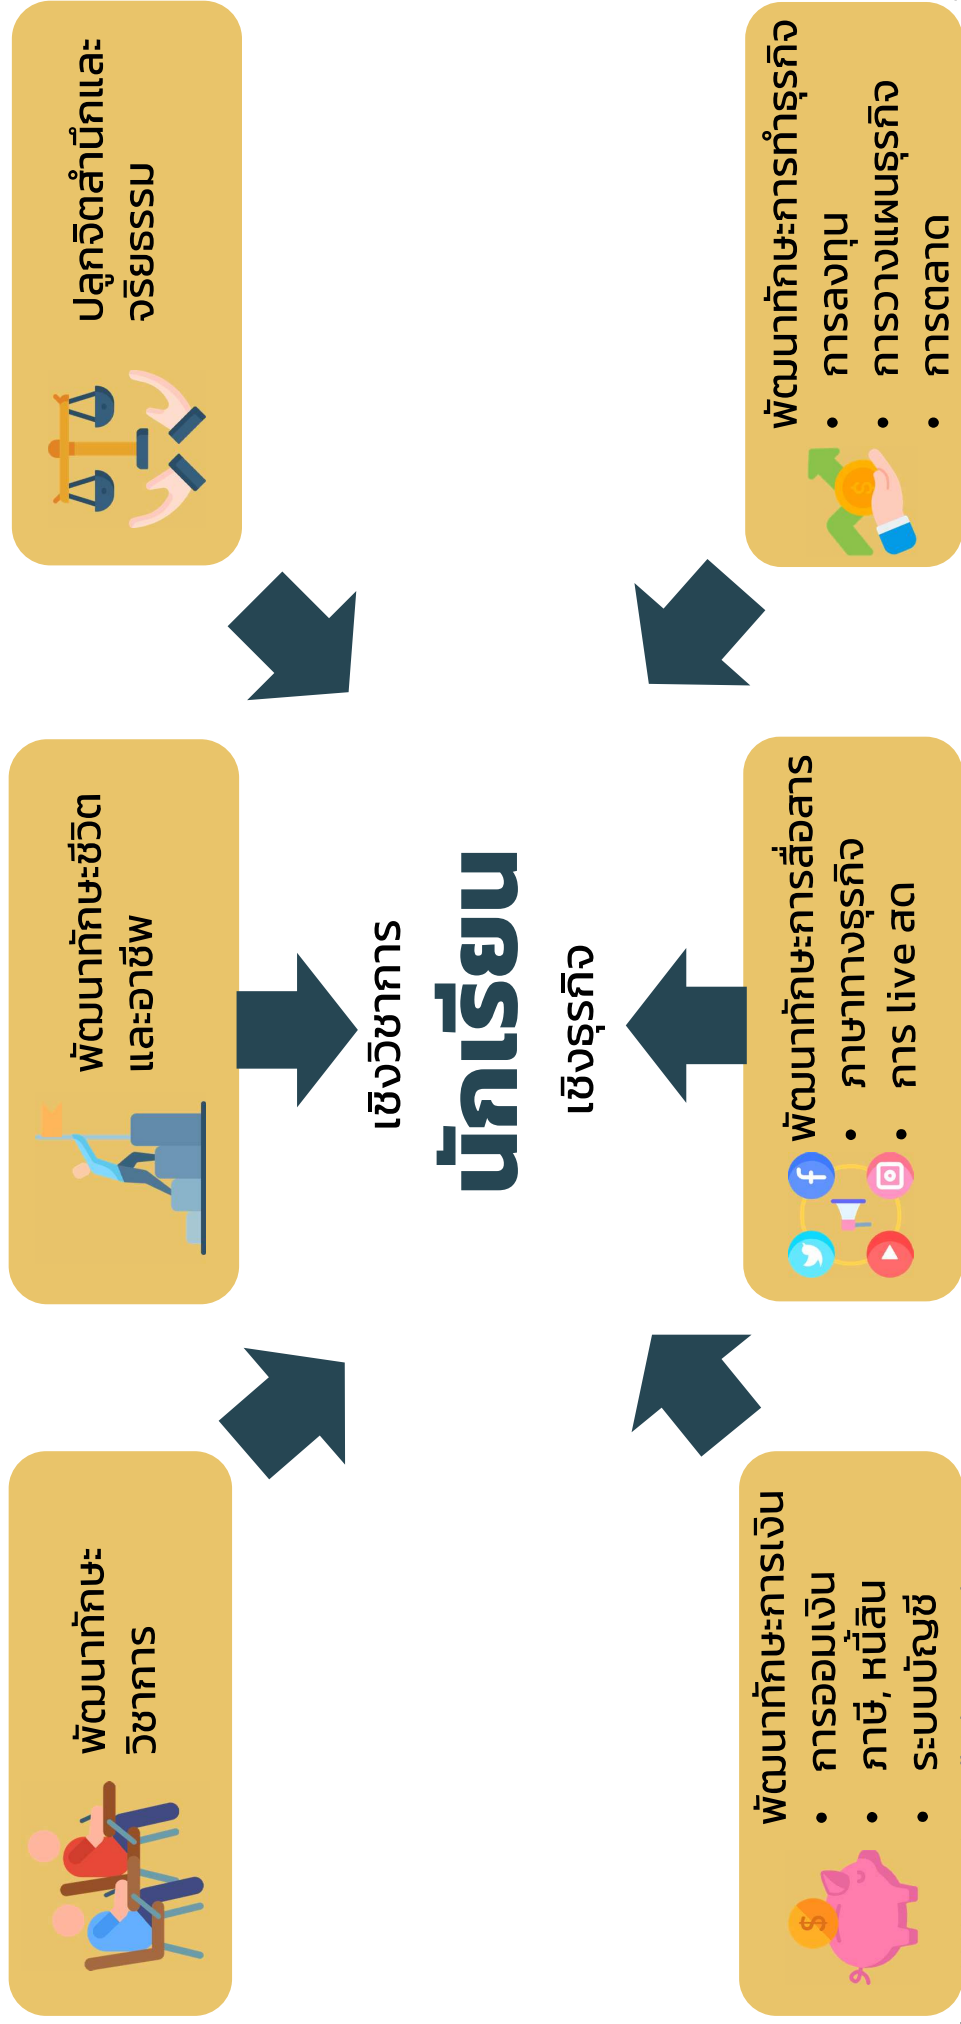 พัฒนาทักษะ
วิชาการ
พัฒนาทักษะชีวิต
และอาชีพ
ปลูกจิตสำนึกและ
จริยธรรม
เชิงวิชาการ
นักเรียน
เชิงธุรกิจ
พัฒนาทักษะการเงิน
• การออมเงิน
• ภาษี, หนี้สิน
• ระบบบัญชี
พัฒนาทักษะการสื่อสาร
• ภาษาทางธุรกิจ
• การ live สด
พัฒนาทักษะการทำธุรกิจ
• การลงทุน
• การวางแผนธุรกิจ
• การตลาด